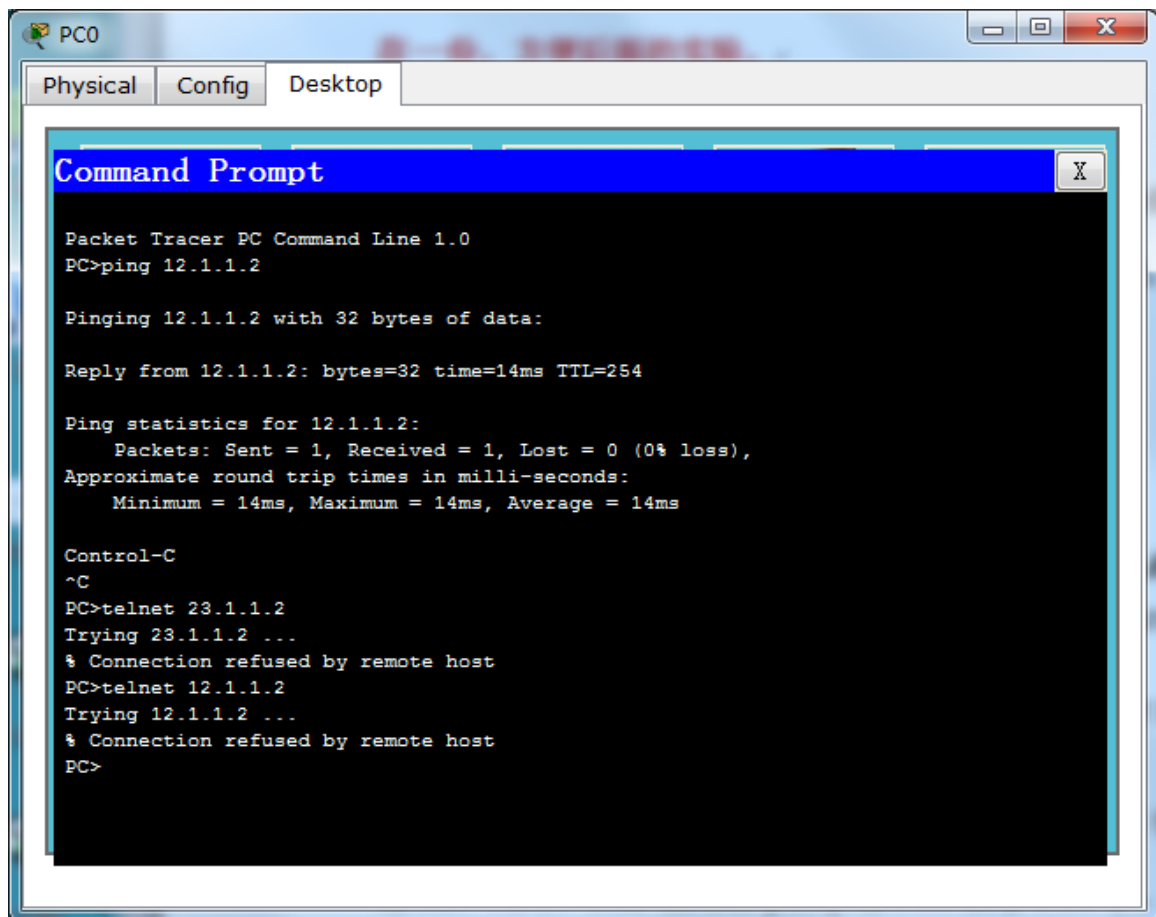 PC0
Physical Config Desktop
Command Prompt X
Packet Tracer PC Command Line 1.0
PC>ping 12.1.1.2
Pinging 12.1.1.2 with 32 bytes of data:
Reply from 12.1.1.2: bytes=32 time=14ms TTL=254
Ping statistics for 12.1.1.2:
    Packets: Sent = 1, Received = 1, Lost = 0 (0% loss),
Approximate round trip times in milli-seconds:
    Minimum = 14ms, Maximum = 14ms, Average = 14ms
Control-C
^C
PC>telnet 23.1.1.2
Trying 23.1.1.2 ...
% Connection refused by remote host
PC>telnet 12.1.1.2
Trying 12.1.1.2 ...
% Connection refused by remote host
PC>